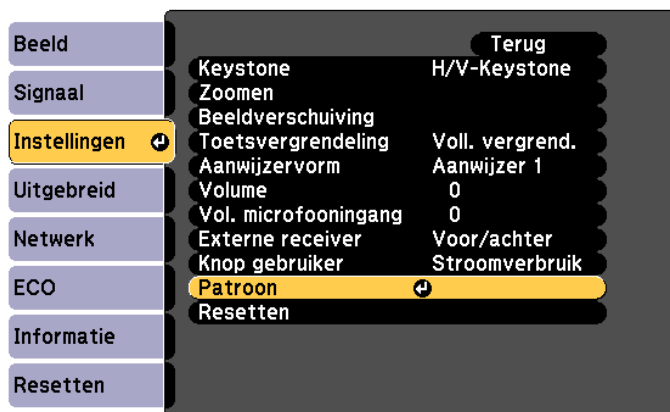 Beeld
Signaal
Instellingen
Uitgebreid
Netwerk
ECO
Informatie
Resetten
Terug
Keystone H/V-Keystone
Zoomen
Beeldverschuiving
Toetsvergrendeling Voll. vergrend.
Aanwijzervorm Aanwijzer 1
Volume 0
Vol. microfooningang 0
Externe receiver Voor/achter
Knop gebruiker Stroomverbruik
Patroon
Resetten